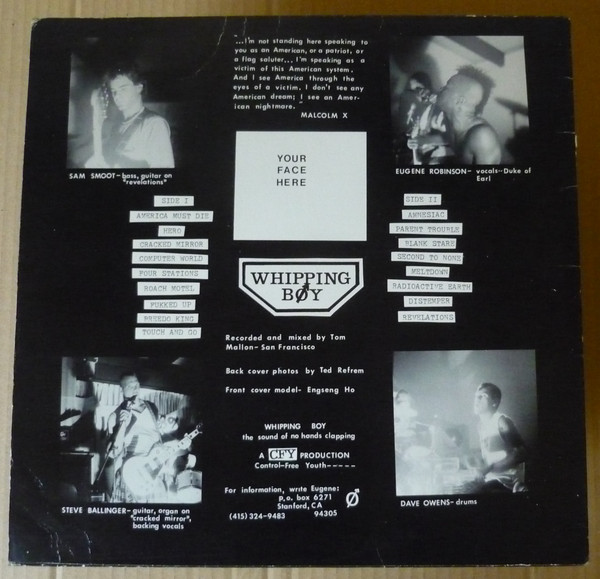 "...I'm not standing here speaking to
you as an American, or a patriot, or
a flag saluter... I'm speaking as a
victim of this American system.
And I see America through the
eyes of a victim. I don't see any
American dream; I see an Amer-
ican nightmare."
MALCOLM X
SAM SMOOT-bass, guitar on
"revelations"
YOUR
FACE
HERE
EUGENE ROBINSON- vocals--Duke of
Earl
SIDE I
AMERICA MUST DIE
HERO
CRACKED MIRROR
COMPUTER WORLD
FOUR STATIONS
ROACH MOTEL
FUKKED UP
BREEDO KING
TOUCH AND GO
SIDE II
AMNESIAC
PARENT TROUBLE
BLANK STARE
SECOND TO NONE
MELTDOWN
RADIOACTIVE EARTH
DISTEMPER
REVELATIONS
WHIPPING
BOY
Recorded and mixed by Tom
Mallon- San Francisco
Back cover photos by Ted Refrem
Front cover model- Engseng Ho
WHIPPING BOY
the sound of no hands clapping
A CFY PRODUCTION
Control-Free Youth-----
STEVE BALLINGER-guitar, organ on
"cracked mirror",
backing vocals
For information, write Eugene:
p.o. box 6271
Stanford, CA
(415) 324-9483 94305
DAVE OWENS-drums